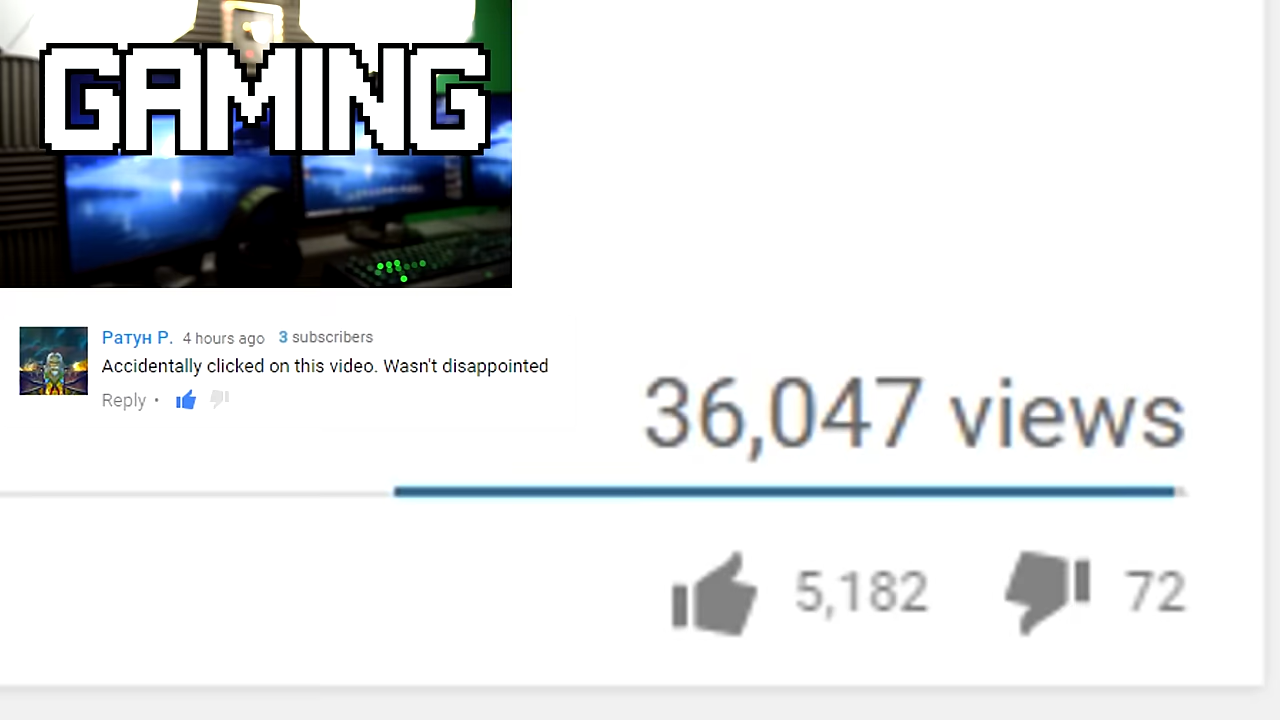 GAMING
Ратун Р. 4 hours ago 3 subscribers
Accidentally clicked on this video. Wasn't disappointed
Reply •
36,047 views
5,182 72